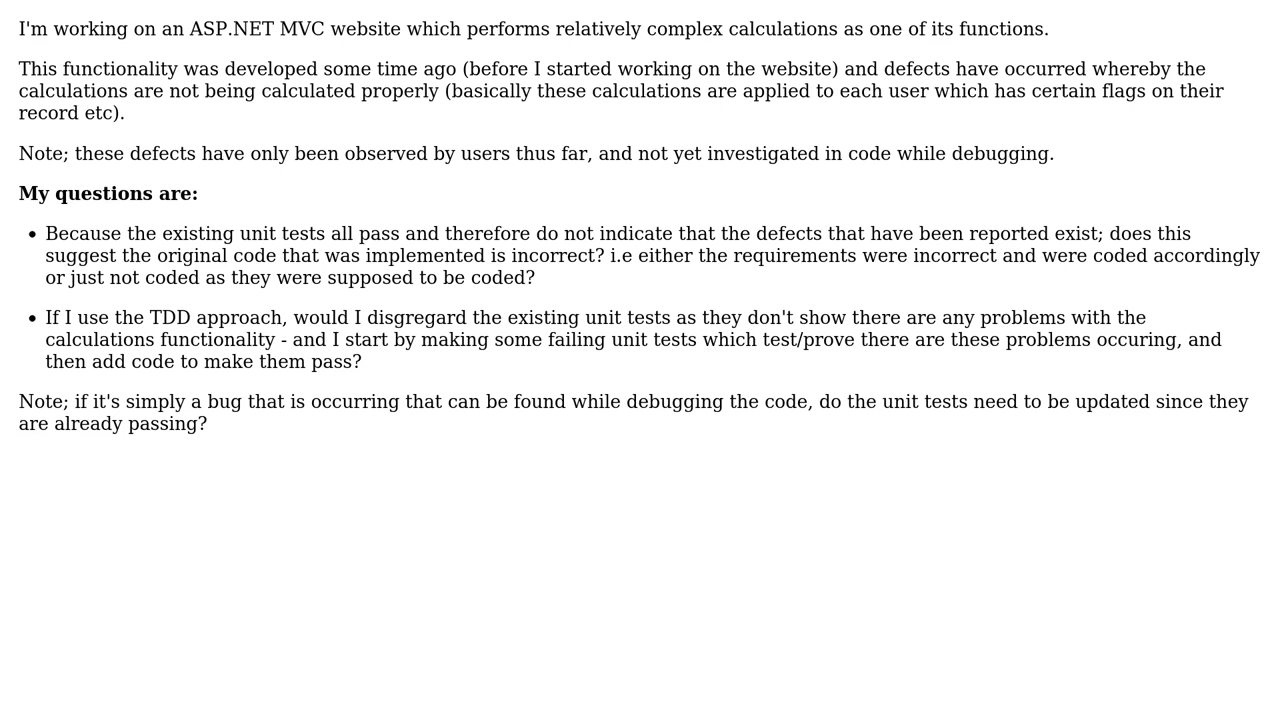 I'm working on an ASP.NET MVC website which performs relatively complex calculations as one of its functions.
This functionality was developed some time ago (before I started working on the website) and defects have occurred whereby the
calculations are not being calculated properly (basically these calculations are applied to each user which has certain flags on their
record etc).
Note; these defects have only been observed by users thus far, and not yet investigated in code while debugging.
My questions are:
• Because the existing unit tests all pass and therefore do not indicate that the defects that have been reported exist; does this
suggest the original code that was implemented is incorrect? i.e either the requirements were incorrect and were coded accordingly
or just not coded as they were supposed to be coded?
• If I use the TDD approach, would I disgregard the existing unit tests as they don't show there are any problems with the
calculations functionality - and I start by making some failing unit tests which test/prove there are these problems occuring, and
then add code to make them pass?
Note; if it's simply a bug that is occurring that can be found while debugging the code, do the unit tests need to be updated since they
are already passing?